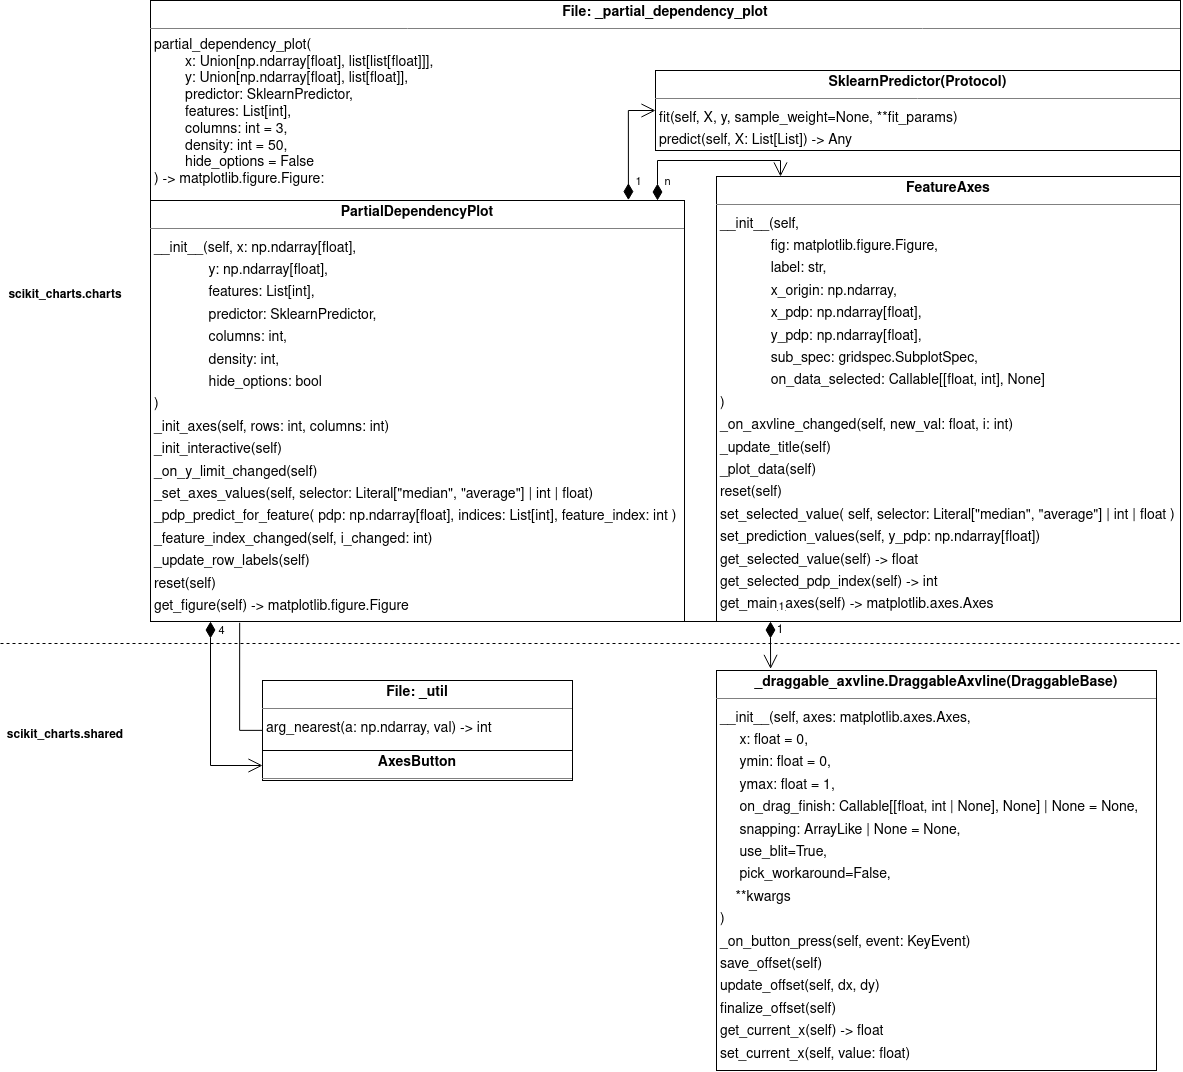 File: _partial_dependency_plot
partial_dependency_plot(
x: Union[np.ndarray[float], list[list[float]]],
y: Union[np.ndarray[float], list[float]],
predictor: SklearnPredictor,
features: List[int],
columns: int = 3,
density: int = 50,
hide_options = False
) -> matplotlib.figure.Figure:
SklearnPredictor(Protocol)
fit(self, X, y, sample_weight=None, **fit_params)
predict(self, X: List[List]) -> Any
1
n
scikit_charts.charts
PartialDependencyPlot
__init__(self, x: np.ndarray[float],
y: np.ndarray[float],
features: List[int],
predictor: SklearnPredictor,
columns: int,
density: int,
hide_options: bool
)
_init_axes(self, rows: int, columns: int)
_init_interactive(self)
_on_y_limit_changed(self)
_set_axes_values(self, selector: Literal["median", "average"] | int | float)
_pdp_predict_for_feature( pdp: np.ndarray[float], indices: List[int], feature_index: int )
_feature_index_changed(self, i_changed: int)
_update_row_labels(self)
reset(self)
get_figure(self) -> matplotlib.figure.Figure
FeatureAxes
__init__(self,
fig: matplotlib.figure.Figure,
label: str,
x_origin: np.ndarray,
x_pdp: np.ndarray[float],
y_pdp: np.ndarray[float],
sub_spec: gridspec.SubplotSpec,
on_data_selected: Callable[[float, int], None]
)
_on_axvline_changed(self, new_val: float, i: int)
_update_title(self)
_plot_data(self)
reset(self)
set_selected_value( self, selector: Literal["median", "average"] | int | float )
set_prediction_values(self, y_pdp: np.ndarray[float])
get_selected_value(self) -> float
get_selected_pdp_index(self) -> int
get_main_axes(self) -> matplotlib.axes.Axes
1
4
1
scikit_charts.shared
File: _util
arg_nearest(a: np.ndarray, val) -> int
AxesButton
_draggable_axvline.DraggableAxvline(DraggableBase)
__init__(self, axes: matplotlib.axes.Axes,
x: float = 0,
ymin: float = 0,
ymax: float = 1,
on_drag_finish: Callable[[float, int | None], None] | None = None,
snapping: ArrayLike | None = None,
use_blit=True,
pick_workaround=False,
**kwargs
)
_on_button_press(self, event: KeyEvent)
save_offset(self)
update_offset(self, dx, dy)
finalize_offset(self)
get_current_x(self) -> float
set_current_x(self, value: float)